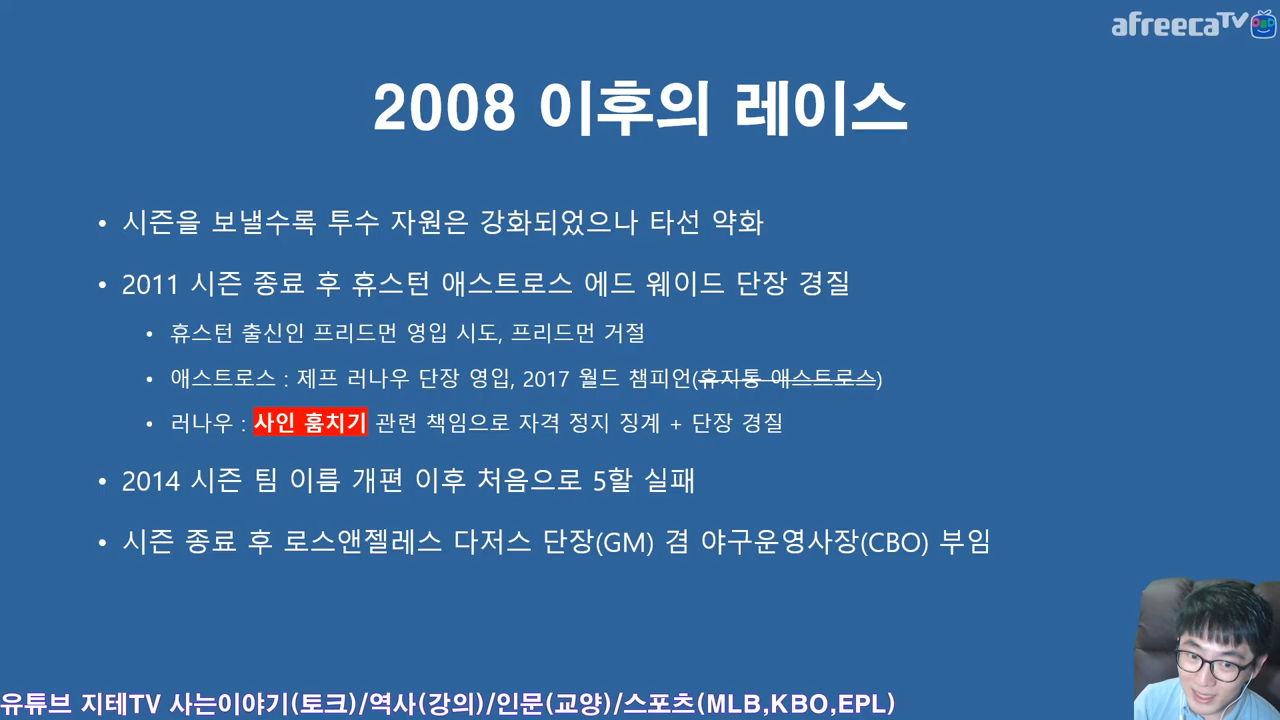 afreecaTV
2008 이후의 레이스
• 시즌을 보낼수록 투수 자원은 강화되었으나 타선 약화
• 2011 시즌 종료 후 휴스턴 애스트로스 에드 웨이드 단장 경질
• 휴스턴 출신인 프리드먼 영입 시도, 프리드먼 거절
• 애스트로스 : 제프 러나우 단장 영입, 2017 월드 챔피언(휴지통 애스트로스)
• 러나우 : 사인 훔치기 관련 책임으로 자격 정지 징계 + 단장 경질
• 2014 시즌 팀 이름 개편 이후 처음으로 5할 실패
• 시즌 종료 후 로스앤젤레스 다저스 단장(GM) 겸 야구운영사장(CBO) 부임
유튜브 지테TV 사는이야기(토크)/역사(강의)/인문(교양)/스포츠(MLB,KBO,EPL)